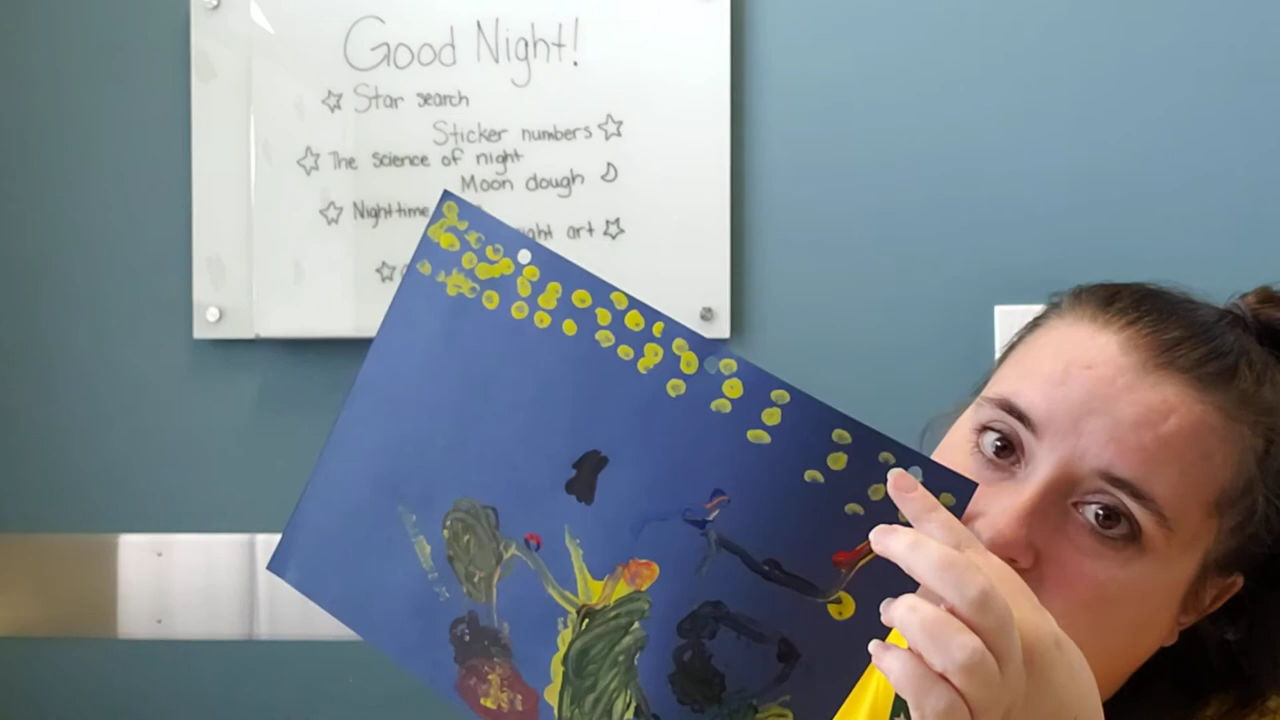 Good Night!
Star search
Sticker numbers
The science of night
Moon dough
Nighttime
art